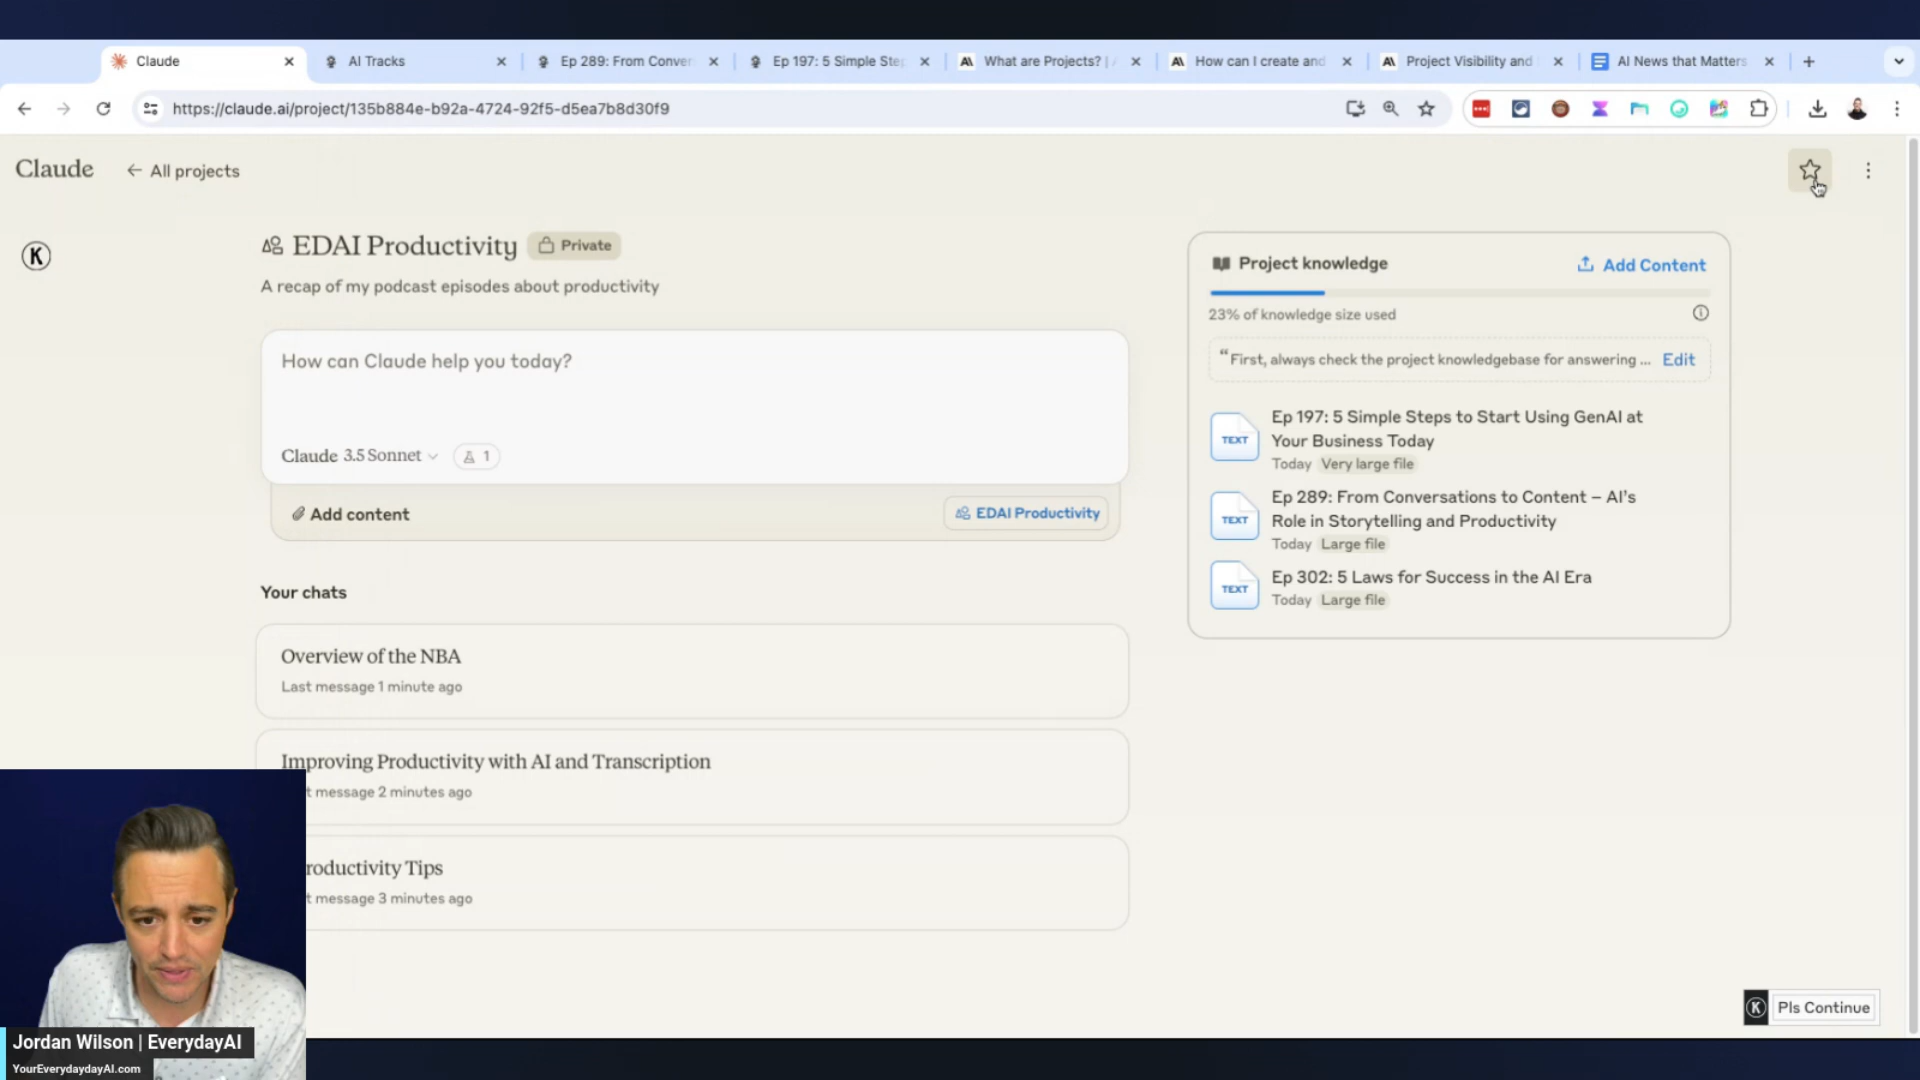 Claude
AI Tracks
Ep 289: From Conver
Ep 197: 5 Simple Ste
What are Projects? |
How can I create and
Project Visibility and
AI News that Matters
https://claude.ai/project/135b884e-b92a-4724-92f5-d5ea7b8d30f9
Claude
← All projects
K
EDAI Productivity
Private
A recap of my podcast episodes about productivity
How can Claude help you today?
Claude 3.5 Sonnet
1
Add content
EDAI Productivity
Your chats
Overview of the NBA
Last message 1 minute ago
Improving Productivity with AI and Transcription
t message 2 minutes ago
roductivity Tips
t message 3 minutes ago
Project knowledge
Add Content
23% of knowledge size used
“First, always check the project knowledgebase for answering ...
Edit
TEXT
Ep 197: 5 Simple Steps to Start Using GenAI at
Your Business Today
Today Very large file
TEXT
Ep 289: From Conversations to Content – AI's
Role in Storytelling and Productivity
Today Large file
TEXT
Ep 302: 5 Laws for Success in the AI Era
Today Large file
K
Pls Continue
Jordan Wilson | EverydayAI
YourEverydaydayAI.com